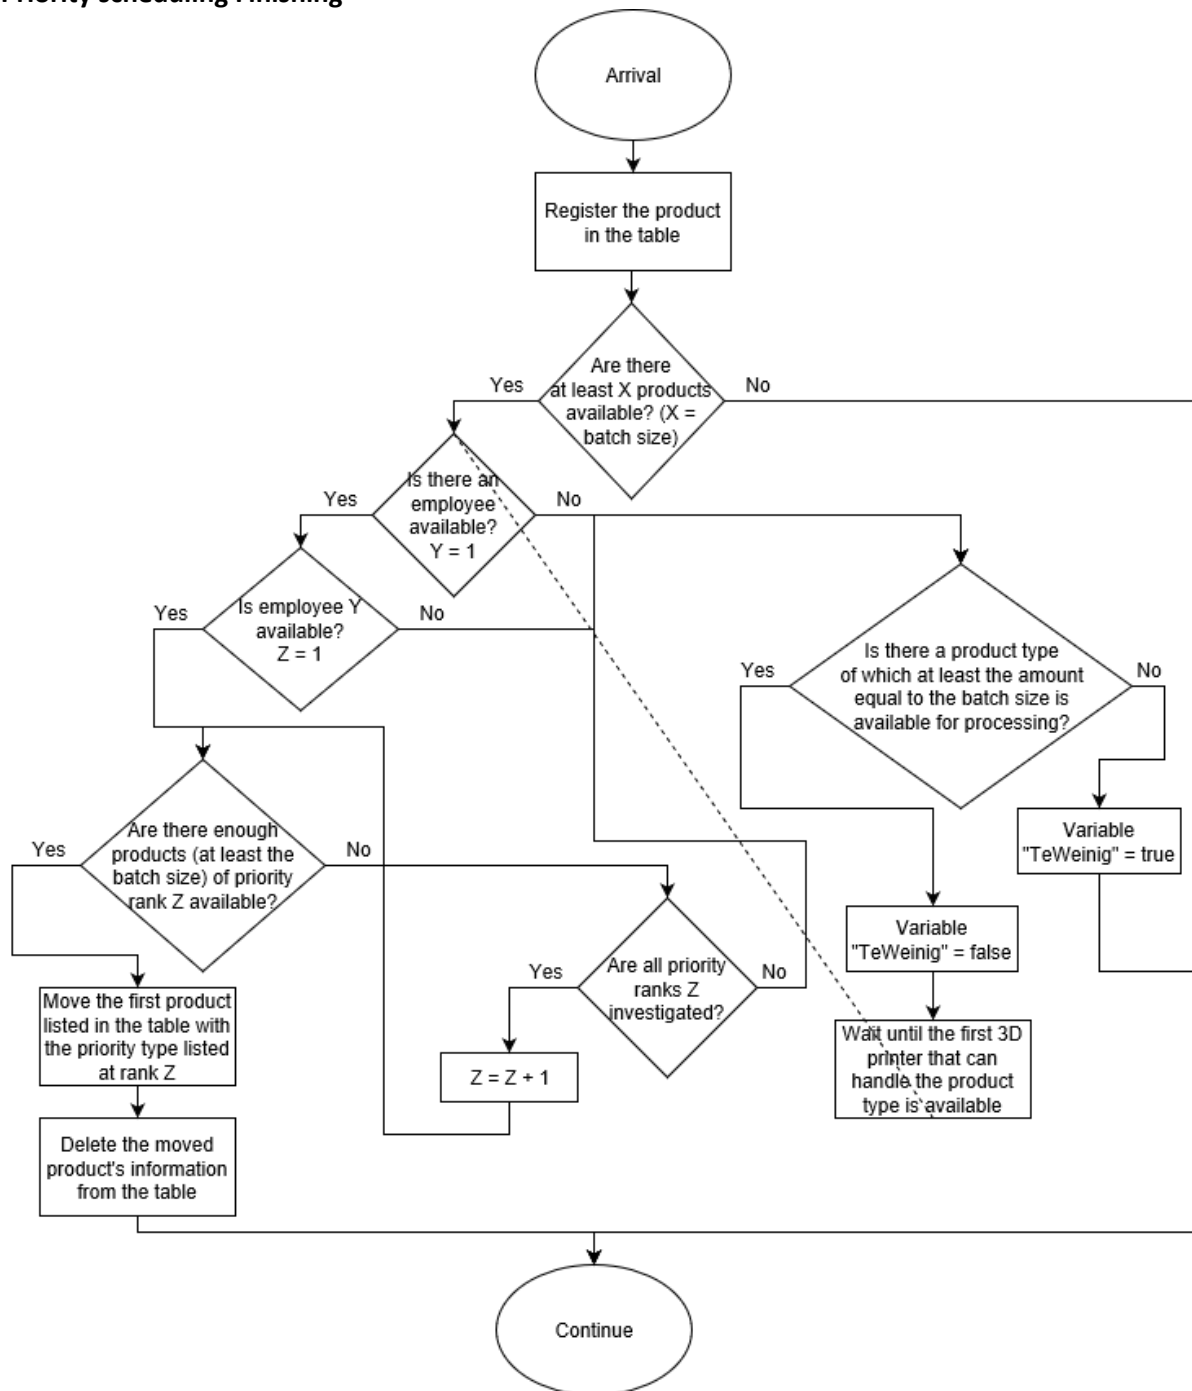 Priority scheduling Finishing
Arrival
Register the product
in the table
Are there
at least X products
available? (X =
batch size)
Yes
No
Is there an
employee
available?
Y = 1
Yes
No
Is employee Y
available?
Z = 1
Yes
No
Is there a product type
of which at least the amount
equal to the batch size is
available for processing?
Yes
No
Variable
"TeWeinig" = true
Are there enough
products (at least the
batch size) of priority
rank Z available?
Yes
No
Variable
"TeWeinig" = false
Are all priority
ranks Z
investigated?
Yes
No
Move the first product
listed in the table with
the priority type listed
at rank Z
Z = Z + 1
Wait until the first 3D
printer that can
handle the product
type is available
Delete the moved
product's information
from the table
Continue